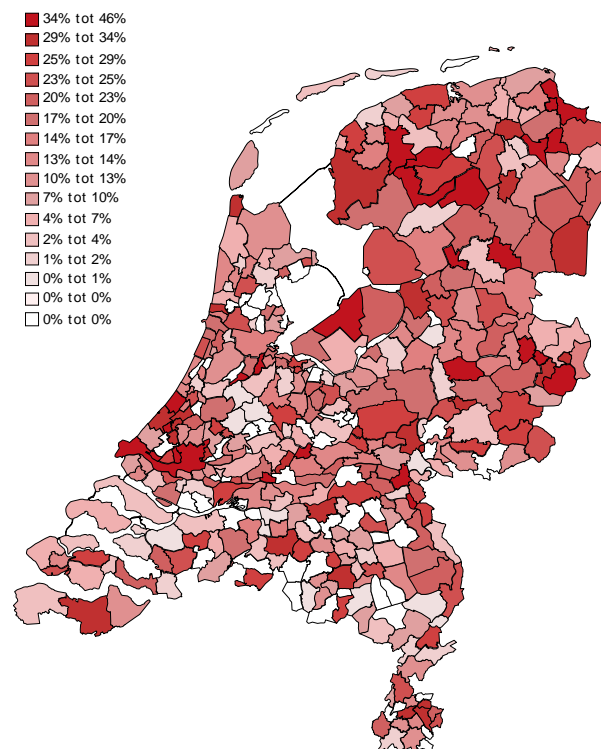 34% tot 46%
29% tot 34%
25% tot 29%
23% tot 25%
20% tot 23%
17% tot 20%
14% tot 17%
13% tot 14%
10% tot 13%
7% tot 10%
4% tot 7%
2% tot 4%
1% tot 2%
0% tot 1%
0% tot 0%
0% tot 0%